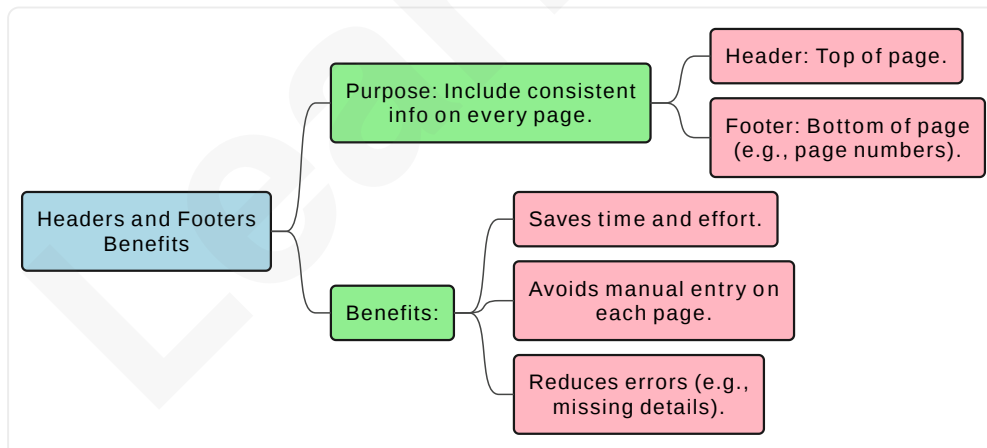 Headers and Footers
Benefits
Purpose: Include consistent
info on every page.
Header: Top of page.
Footer: Bottom of page
(e.g., page numbers).
Benefits:
Saves time and effort.
Avoids manual entry on
each page.
Reduces errors (e.g.,
missing details).